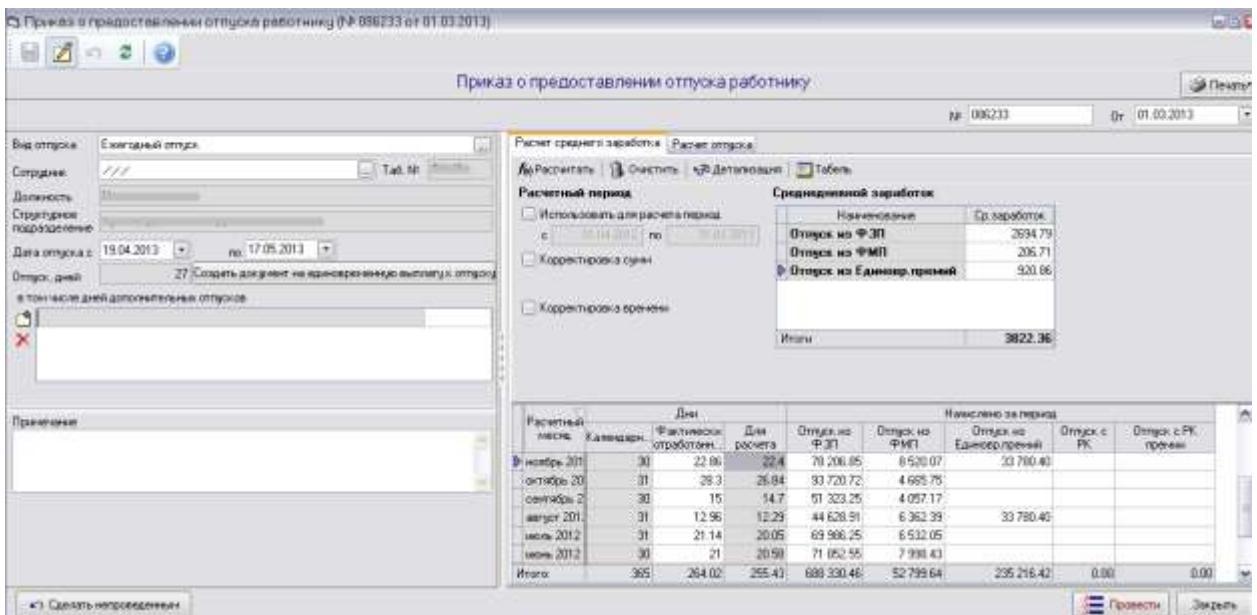 Приказ о предоставлении отпуска работнику (№ 086233 от 01.03.2013)
Приказ о предоставлении отпуска работнику
Печать
№ 086233 От 01.03.2013
Вид отпуска Ежегодный отпуск
Сотрудник / / / Таб. №
Должность
Структурное подразделение
Дата отпуска с 19.04.2013 по 17.05.2013
Отпуск, дней 27 Создать документ на единовременную выплату к отпуску
в том числе дней дополнительных отпусков
Примечание
Расчет среднего заработка Расчет отпуска
Рассчитать Очистить Детализация Табель
Расчетный период
Использовать для расчета период
с по
Корректировка сумм
Корректировка времени
Среднедневной заработок
Наименование Ср.заработок
Отпуск из ФЗП 2694.79
Отпуск из ФМП 206.71
Отпуск из Единовр.премий 920.86
Итого 3822.36
Расчетный месяц Дни Начислено за период
Календарн. Фактически отработанн... Для расчета Отпуск из ФЗП Отпуск из ФМП Отпуск из Единовр.премий Отпуск с РК Отпуск с РК премии
ноябрь 201 30 22.86 22.4 78 206.85 8 520.07 33 780.40
октябрь 20 31 28.3 26.84 93 720.72 4 665.75
сентябрь 2 30 15 14.7 51 323.25 4 057.17
август 201. 31 12.96 12.29 44 628.91 6 362.39 33 780.40
июль 2012 31 21.14 20.05 69 986.25 6 532.05
июнь 2012 30 21 20.58 71 852.55 7 998.43
Итого: 365 264.02 255.43 688 330.46 52 799.64 235 216.42 0.00 0.00
Сделать непроведенным
Провести Закрыть